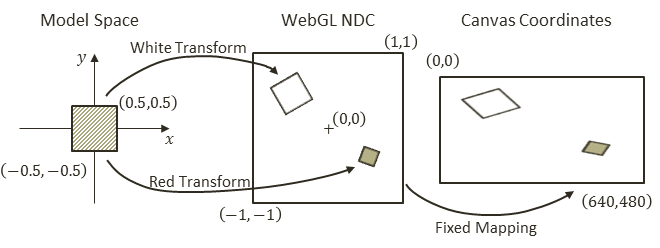 Model Space
WebGL NDC
Canvas Coordinates
White Transform
(1,1)
(0,0)
y
(0.5,0.5)
(0,0)
x
(−0.5, −0.5)
Red Transform
(−1, −1)
(640,480)
Fixed Mapping